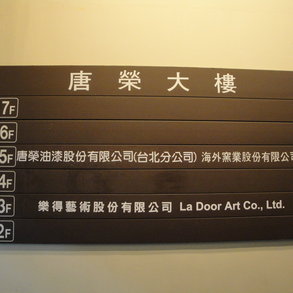 唐榮大樓
7F
6F
5F 唐榮油漆股份有限公司(台北分公司) 海外窯業股份有限公司
4F
3F 樂得藝術股份有限公司 La Door Art Co., Ltd.
2F